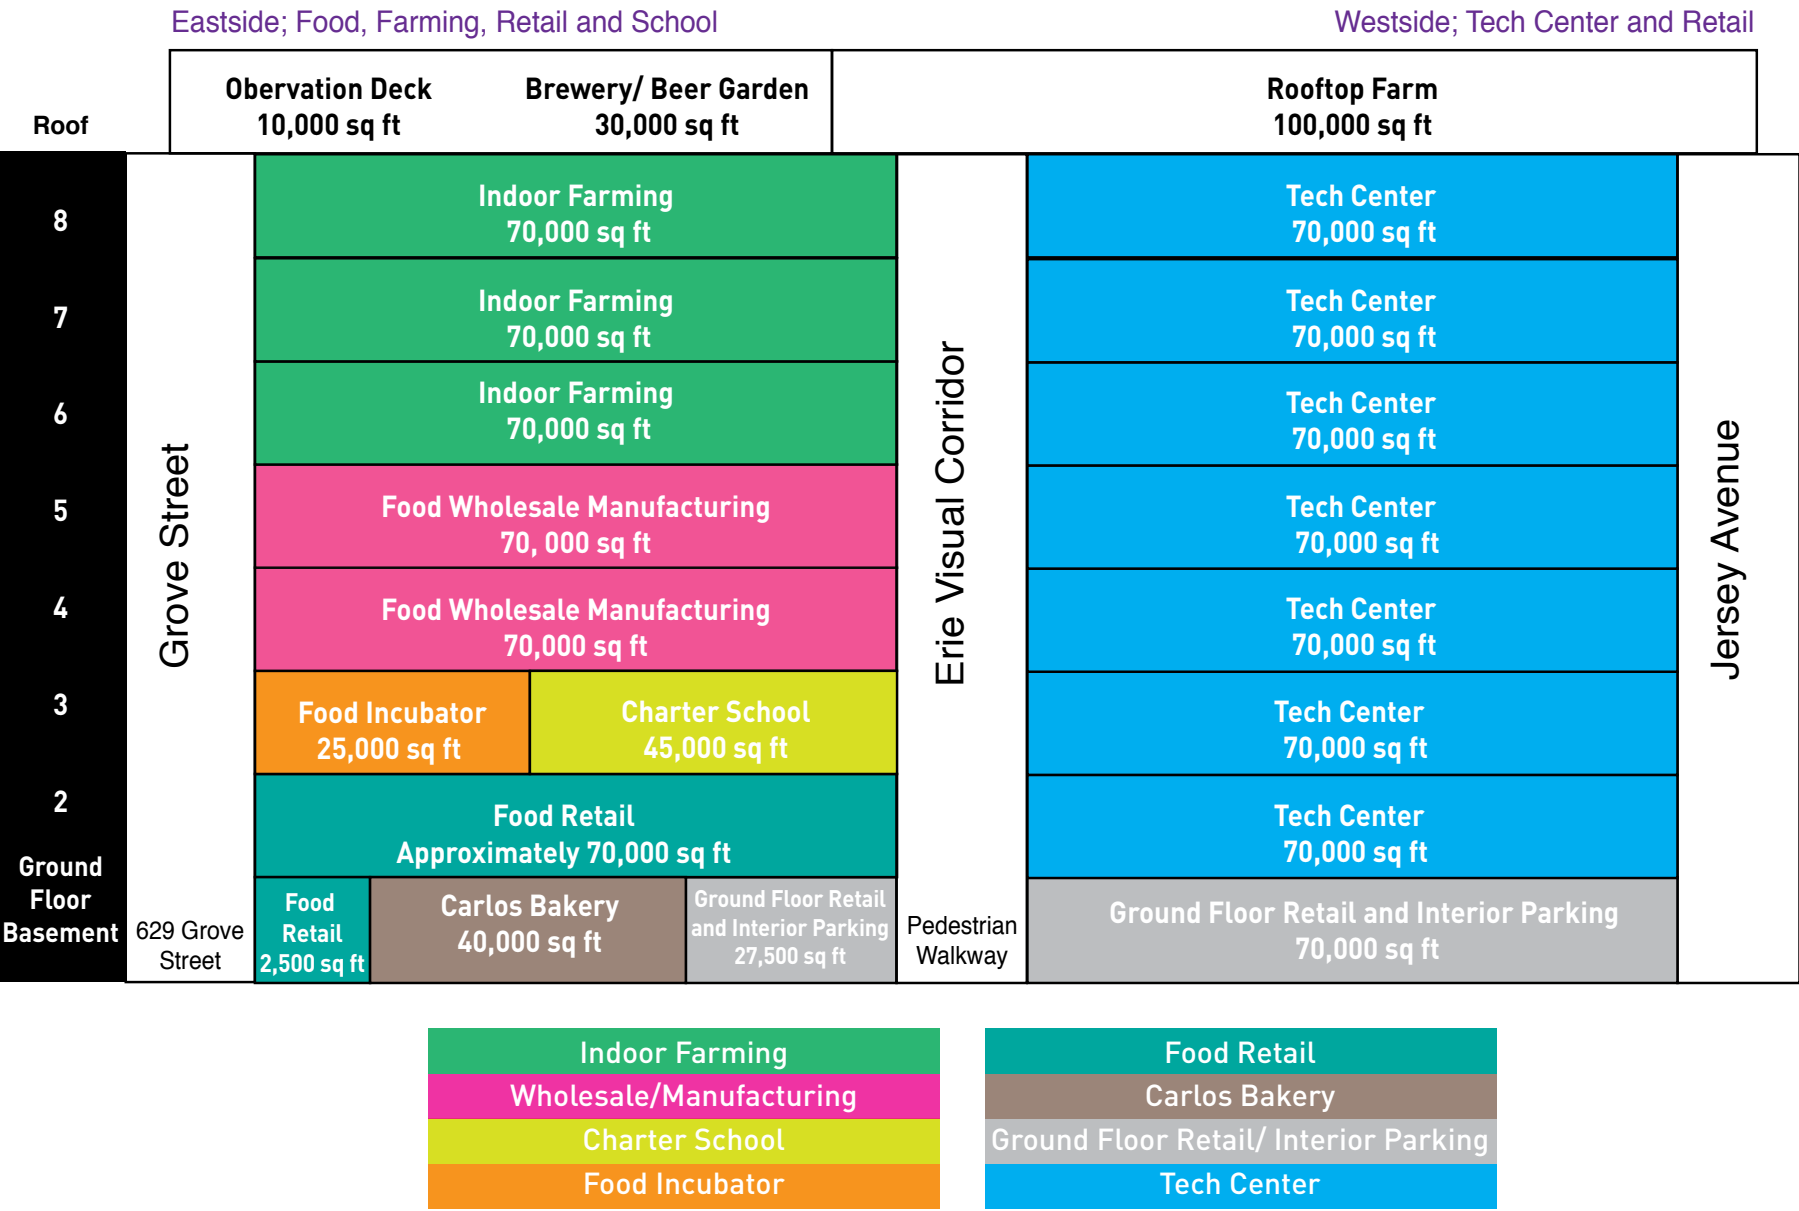 Eastside; Food, Farming, Retail and School
Westside; Tech Center and Retail
Roof
Obervation Deck
10,000 sq ft
Brewery/ Beer Garden
30,000 sq ft
Rooftop Farm
100,000 sq ft
8
Indoor Farming
70,000 sq ft
Tech Center
70,000 sq ft
7
Indoor Farming
70,000 sq ft
Tech Center
70,000 sq ft
6
Indoor Farming
70,000 sq ft
Tech Center
70,000 sq ft
5
Food Wholesale Manufacturing
70, 000 sq ft
Tech Center
70,000 sq ft
4
Food Wholesale Manufacturing
70,000 sq ft
Tech Center
70,000 sq ft
3
Food Incubator
25,000 sq ft
Charter School
45,000 sq ft
Tech Center
70,000 sq ft
2
Food Retail
Approximately 70,000 sq ft
Tech Center
70,000 sq ft
Ground
Floor
Basement
Grove Street
629 Grove
Street
Food
Retail
2,500 sq ft
Carlos Bakery
40,000 sq ft
Ground Floor Retail
and Interior Parking
27,500 sq ft
Erie Visual Corridor
Pedestrian
Walkway
Ground Floor Retail and Interior Parking
70,000 sq ft
Jersey Avenue
Indoor Farming
Wholesale/Manufacturing
Charter School
Food Incubator
Food Retail
Carlos Bakery
Ground Floor Retail/ Interior Parking
Tech Center